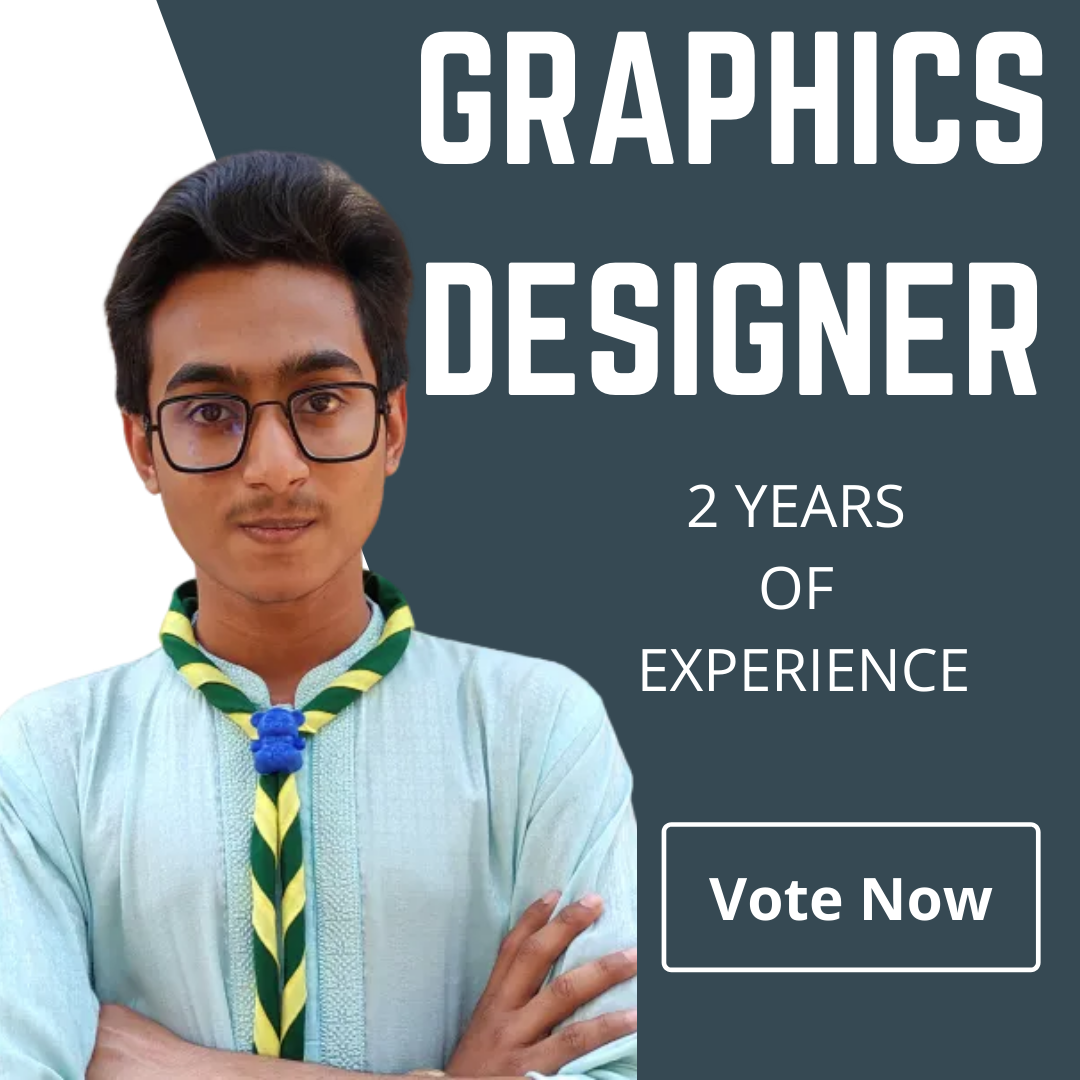 GRAPHICS
DESIGNER
2 YEARS
OF
EXPERIENCE
Vote Now